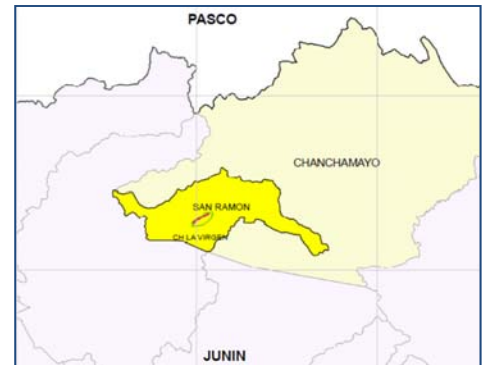 PASCO
CHANCHAMAYO
SAN RAMON
CH LA VIRGEN
JUNIN